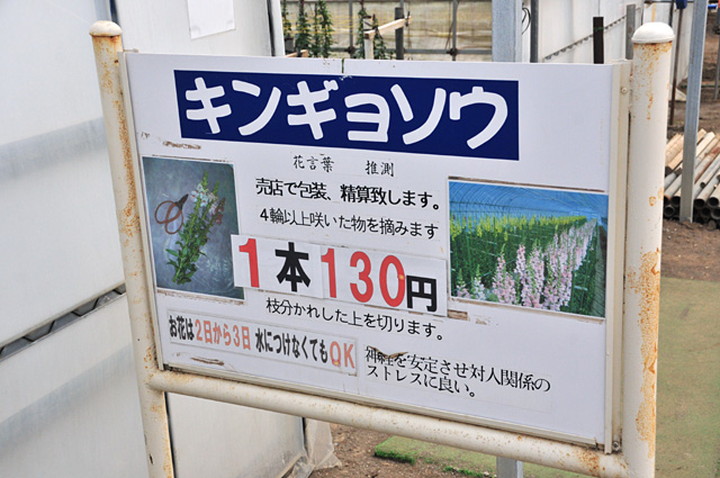 キンギョソウ
花言葉 推測
売店で包装、精算致します。
4輪以上咲いた物を摘みます
1本130円
枝分かれした上を切ります。
お花は2日から3日 水につけなくてもOK
神経を安定させ対人関係の
ストレスに良い。